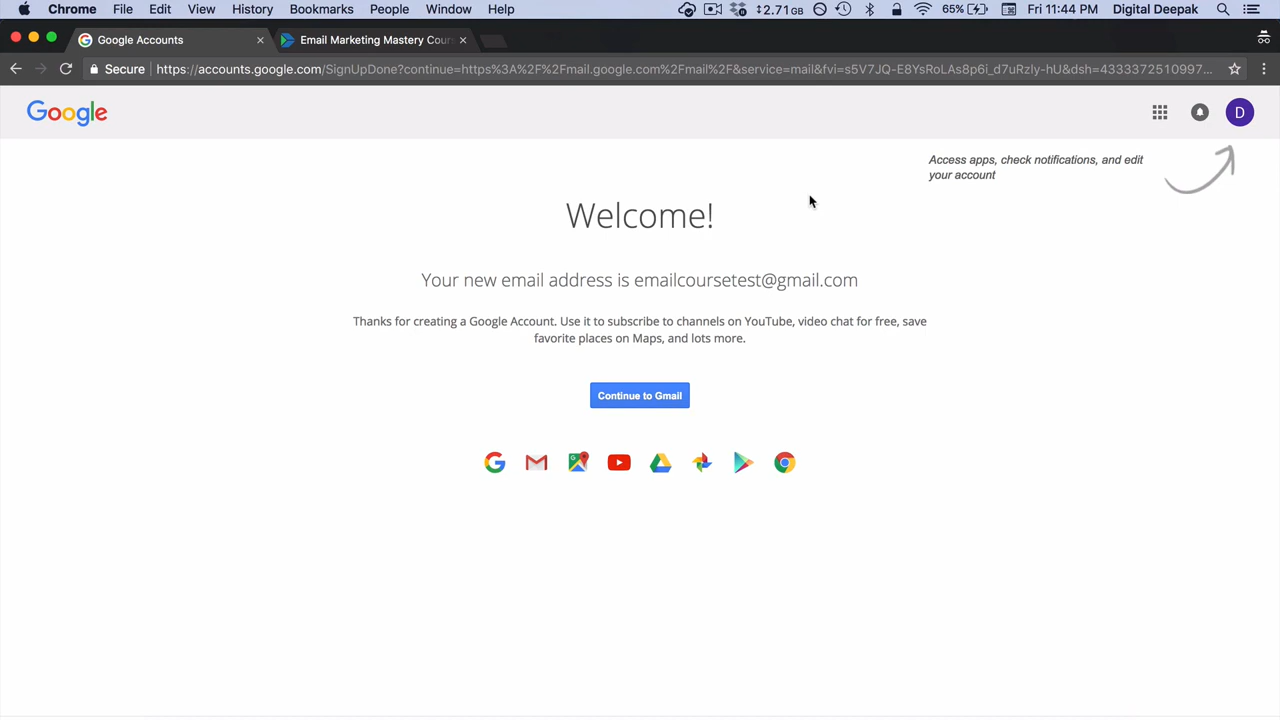 Chrome File Edit View History Bookmarks People Window Help 2.71GB 65% Fri 11:44 PM Digital Deepak
Google Accounts Email Marketing Mastery Cour
Secure https://accounts.google.com/SignUpDone?continue=https%3A%2F%2Fmail.google.com%2Fmail%2F&service=mail&fvi=s5V7JQ-E8YsRoLAs8p6i_d7uRzly-hU&dsh=4333372510997...
Google D
Access apps, check notifications, and edit
your account
Welcome!
Your new email address is emailcoursetest@gmail.com
Thanks for creating a Google Account. Use it to subscribe to channels on YouTube, video chat for free, save
favorite places on Maps, and lots more.
Continue to Gmail